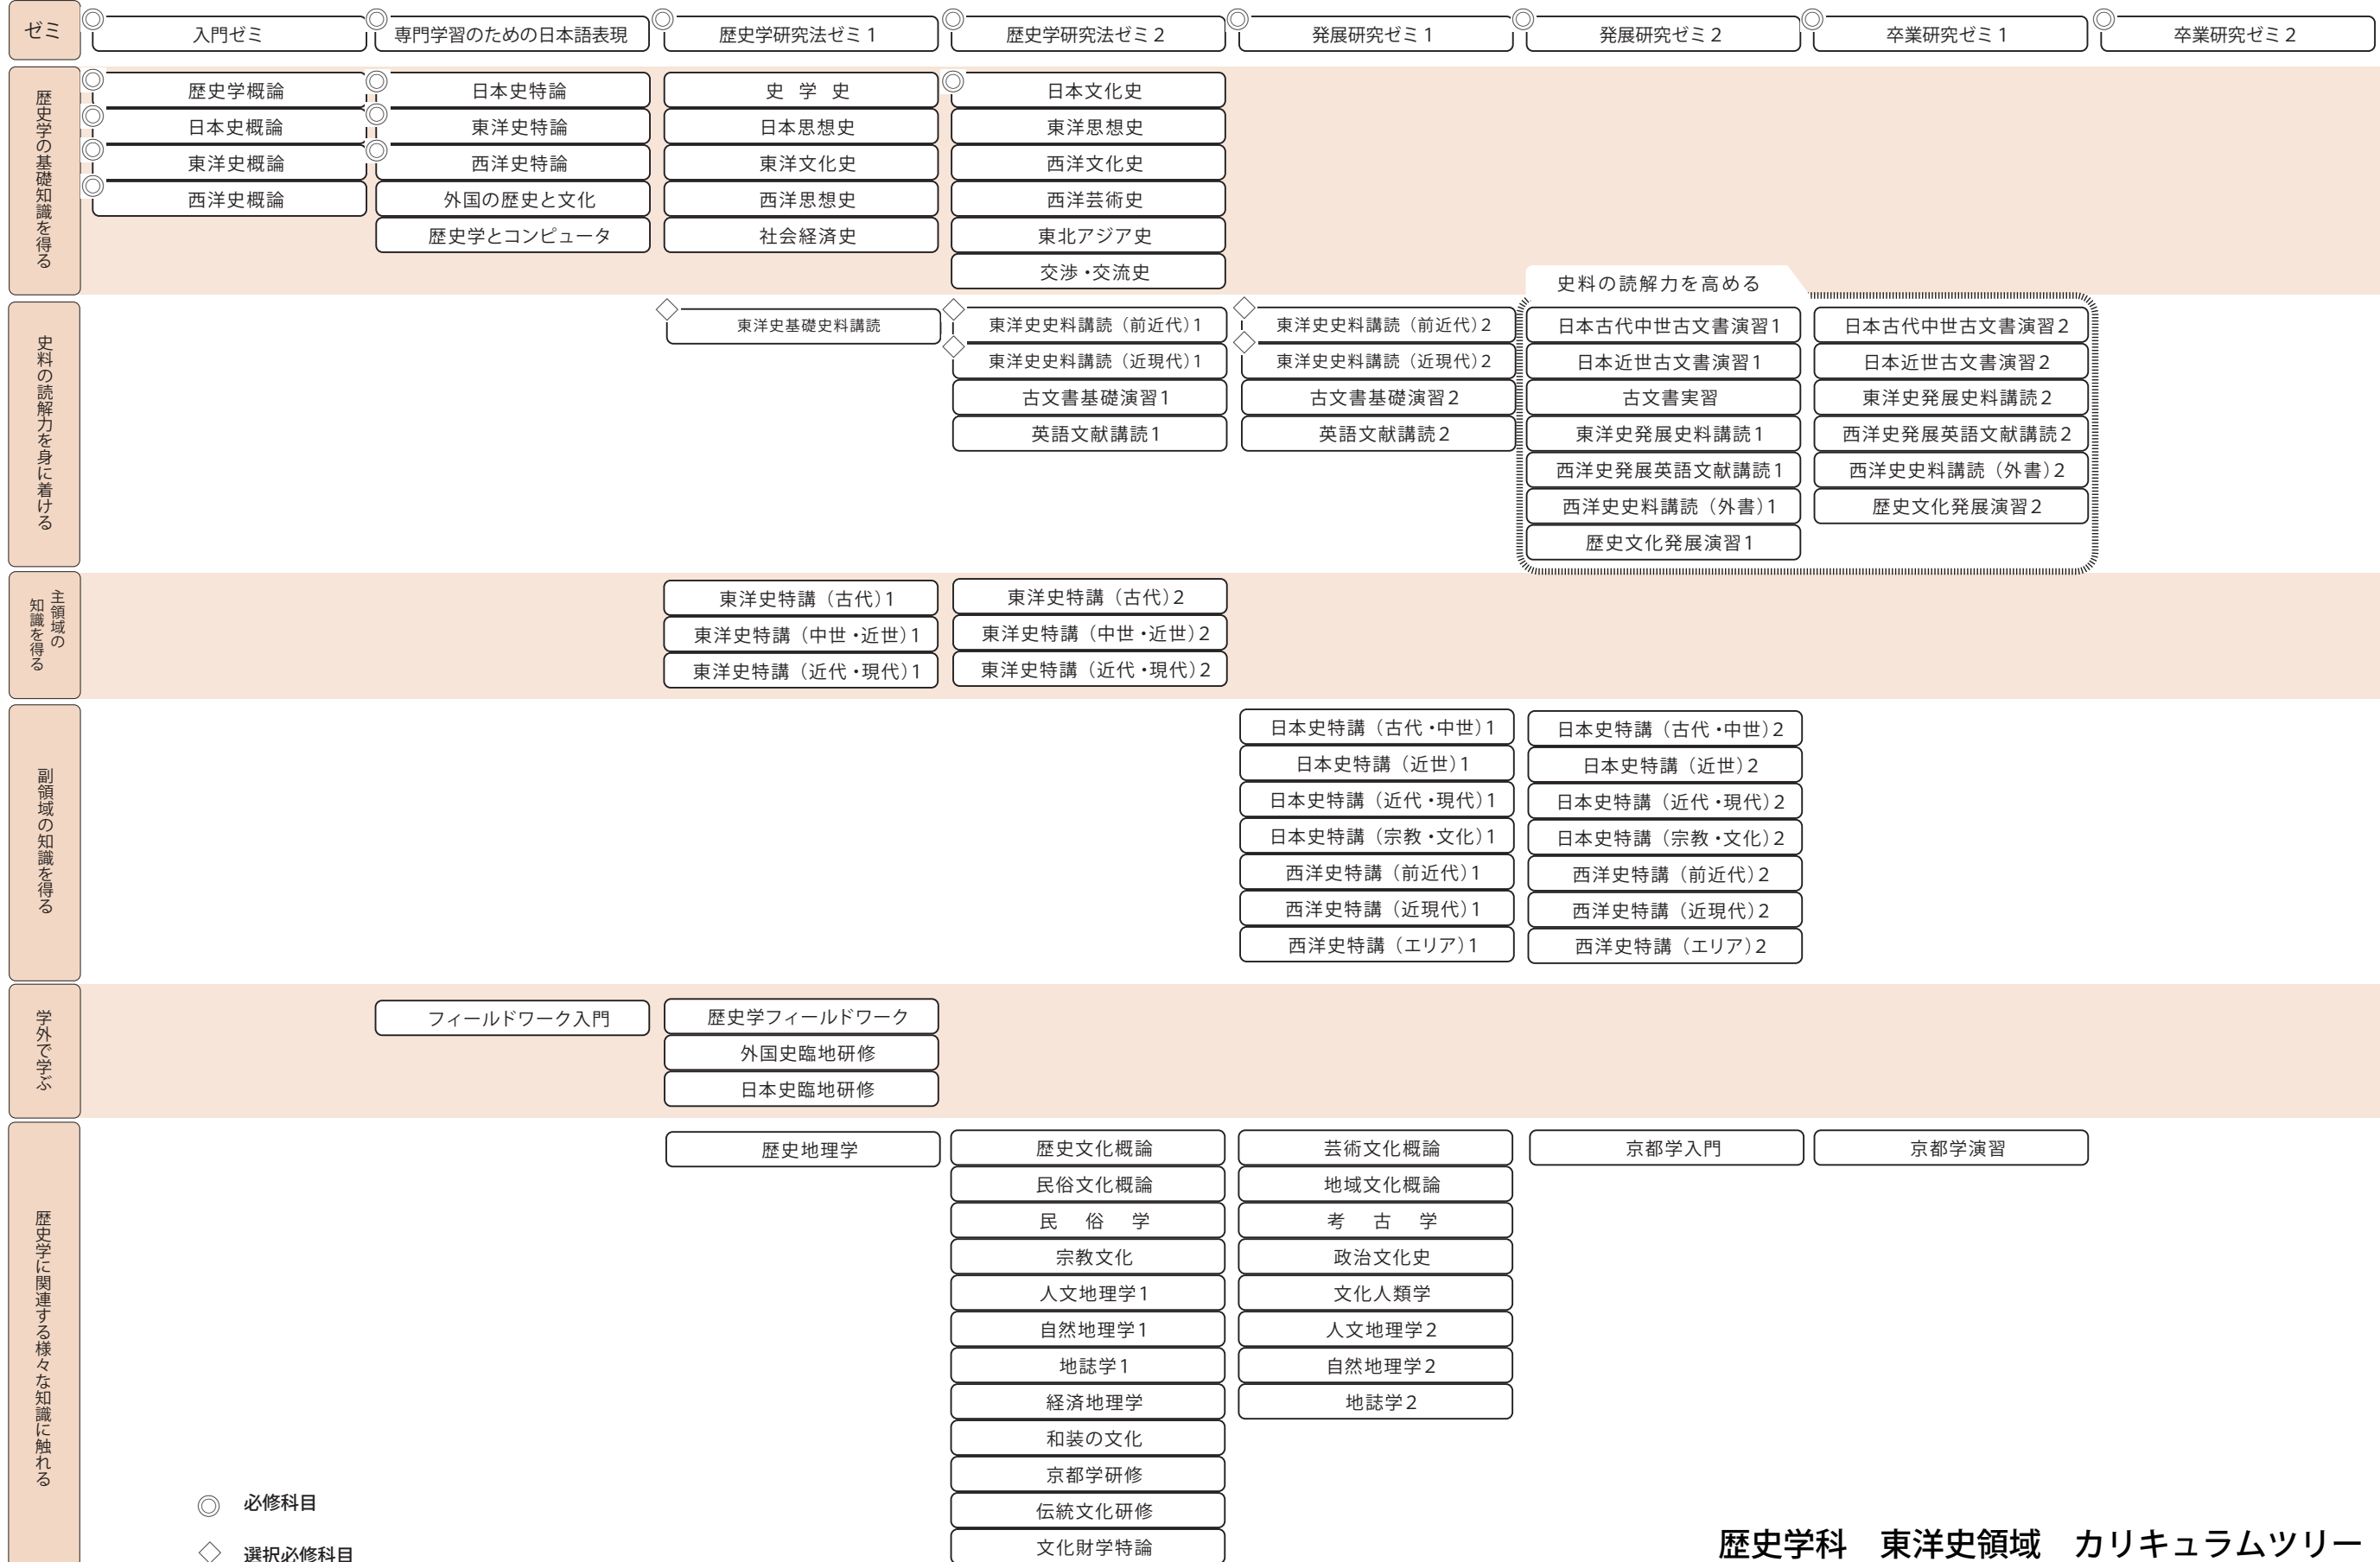 ゼミ
入門ゼミ
専門学習のための日本語表現
歴史学研究法ゼミ1
歴史学研究法ゼミ2
発展研究ゼミ1
発展研究ゼミ2
卒業研究ゼミ1
卒業研究ゼミ2
歴史学の基礎知識を得る
歴史学概論
日本史概論
東洋史概論
西洋史概論
日本史特論
東洋史特論
西洋史特論
外国の歴史と文化
歴史学とコンピュータ
史 学 史
日本思想史
東洋文化史
西洋思想史
社会経済史
日本文化史
東洋思想史
西洋文化史
西洋芸術史
東北アジア史
交渉・交流史
史料の読解力を身に着ける
東洋史基礎史料講読
東洋史史料講読(前近代)1
東洋史史料講読(近現代)1
古文書基礎演習1
英語文献講読1
東洋史史料講読(前近代)2
東洋史史料講読(近現代)2
古文書基礎演習2
英語文献講読2
史料の読解力を高める
日本古代中世古文書演習1
日本近世古文書演習1
古文書実習
東洋史発展史料講読1
西洋史発展英語文献講読1
西洋史史料講読(外書)1
歴史文化発展演習1
日本古代中世古文書演習2
日本近世古文書演習2
東洋史発展史料講読2
西洋史発展英語文献講読2
西洋史史料講読(外書)2
歴史文化発展演習2
主領域の
知識を得る
東洋史特講(古代)1
東洋史特講(中世・近世)1
東洋史特講(近代・現代)1
東洋史特講(古代)2
東洋史特講(中世・近世)2
東洋史特講(近代・現代)2
副領域の知識を得る
日本史特講(古代・中世)1
日本史特講(近世)1
日本史特講(近代・現代)1
日本史特講(宗教・文化)1
西洋史特講(前近代)1
西洋史特講(近現代)1
西洋史特講(エリア)1
日本史特講(古代・中世)2
日本史特講(近世)2
日本史特講(近代・現代)2
日本史特講(宗教・文化)2
西洋史特講(前近代)2
西洋史特講(近現代)2
西洋史特講(エリア)2
学外で学ぶ
フィールドワーク入門
歴史学フィールドワーク
外国史臨地研修
日本史臨地研修
歴史学に関連する様々な知識に触れる
歴史地理学
歴史文化概論
民俗文化概論
民 俗 学
宗教文化
人文地理学1
自然地理学1
地誌学1
経済地理学
和装の文化
京都学研修
伝統文化研修
文化財学特論
芸術文化概論
地域文化概論
考 古 学
政治文化史
文化人類学
人文地理学2
自然地理学2
地誌学2
京都学入門
京都学演習
◎ 必修科目
◇ 選択必修科目
歴史学科 東洋史領域 カリキュラムツリー